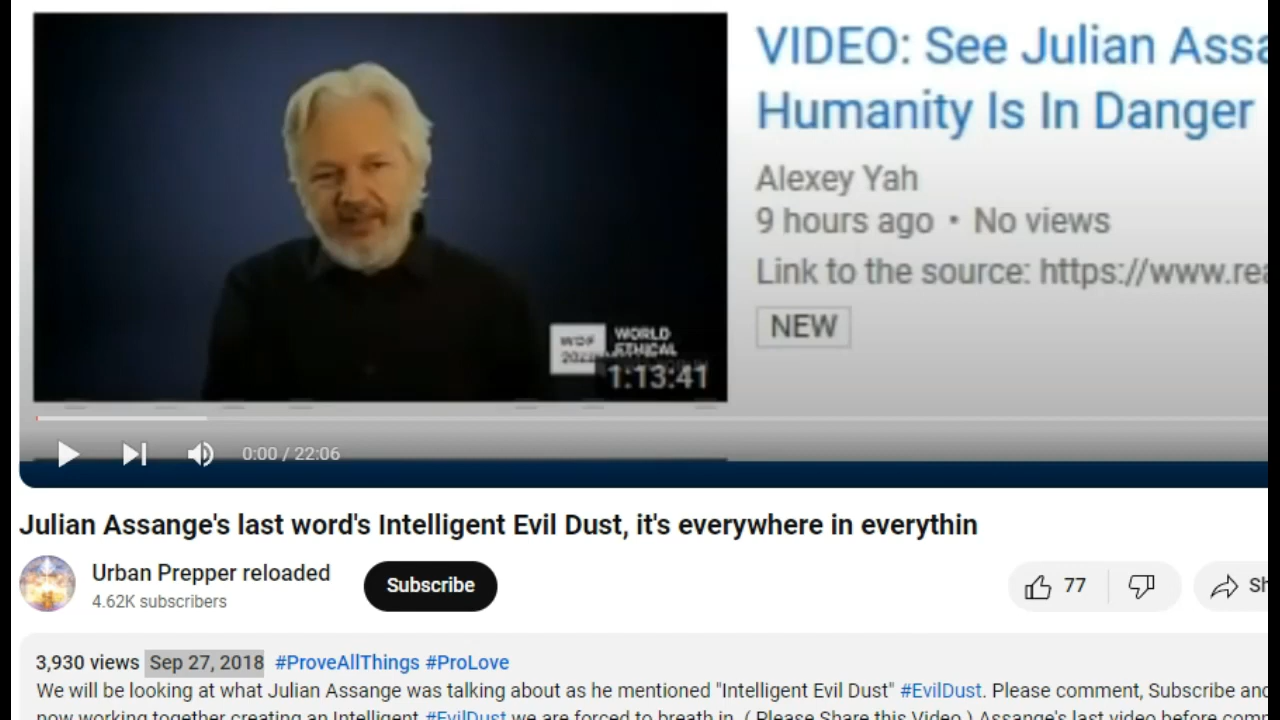 VIDEO: See Julian Assa
Humanity Is In Danger
Alexey Yah
9 hours ago • No views
Link to the source: https://www.rea
NEW
WORLD
ETHICAL
1:13:41
0:00 / 22:06
Julian Assange's last word's Intelligent Evil Dust, it's everywhere in everythin
Urban Prepper reloaded
4.62K subscribers
Subscribe
77
Sh
3,930 views Sep 27, 2018 #ProveAllThings #ProLove
We will be looking at what Julian Assange was talking about as he mentioned "Intelligent Evil Dust" #EvilDust. Please comment, Subscribe and
now working together creating an Intelligent #EvilDust we are forced to breath in. ( Please Share this Video ) Assange's last video before comm